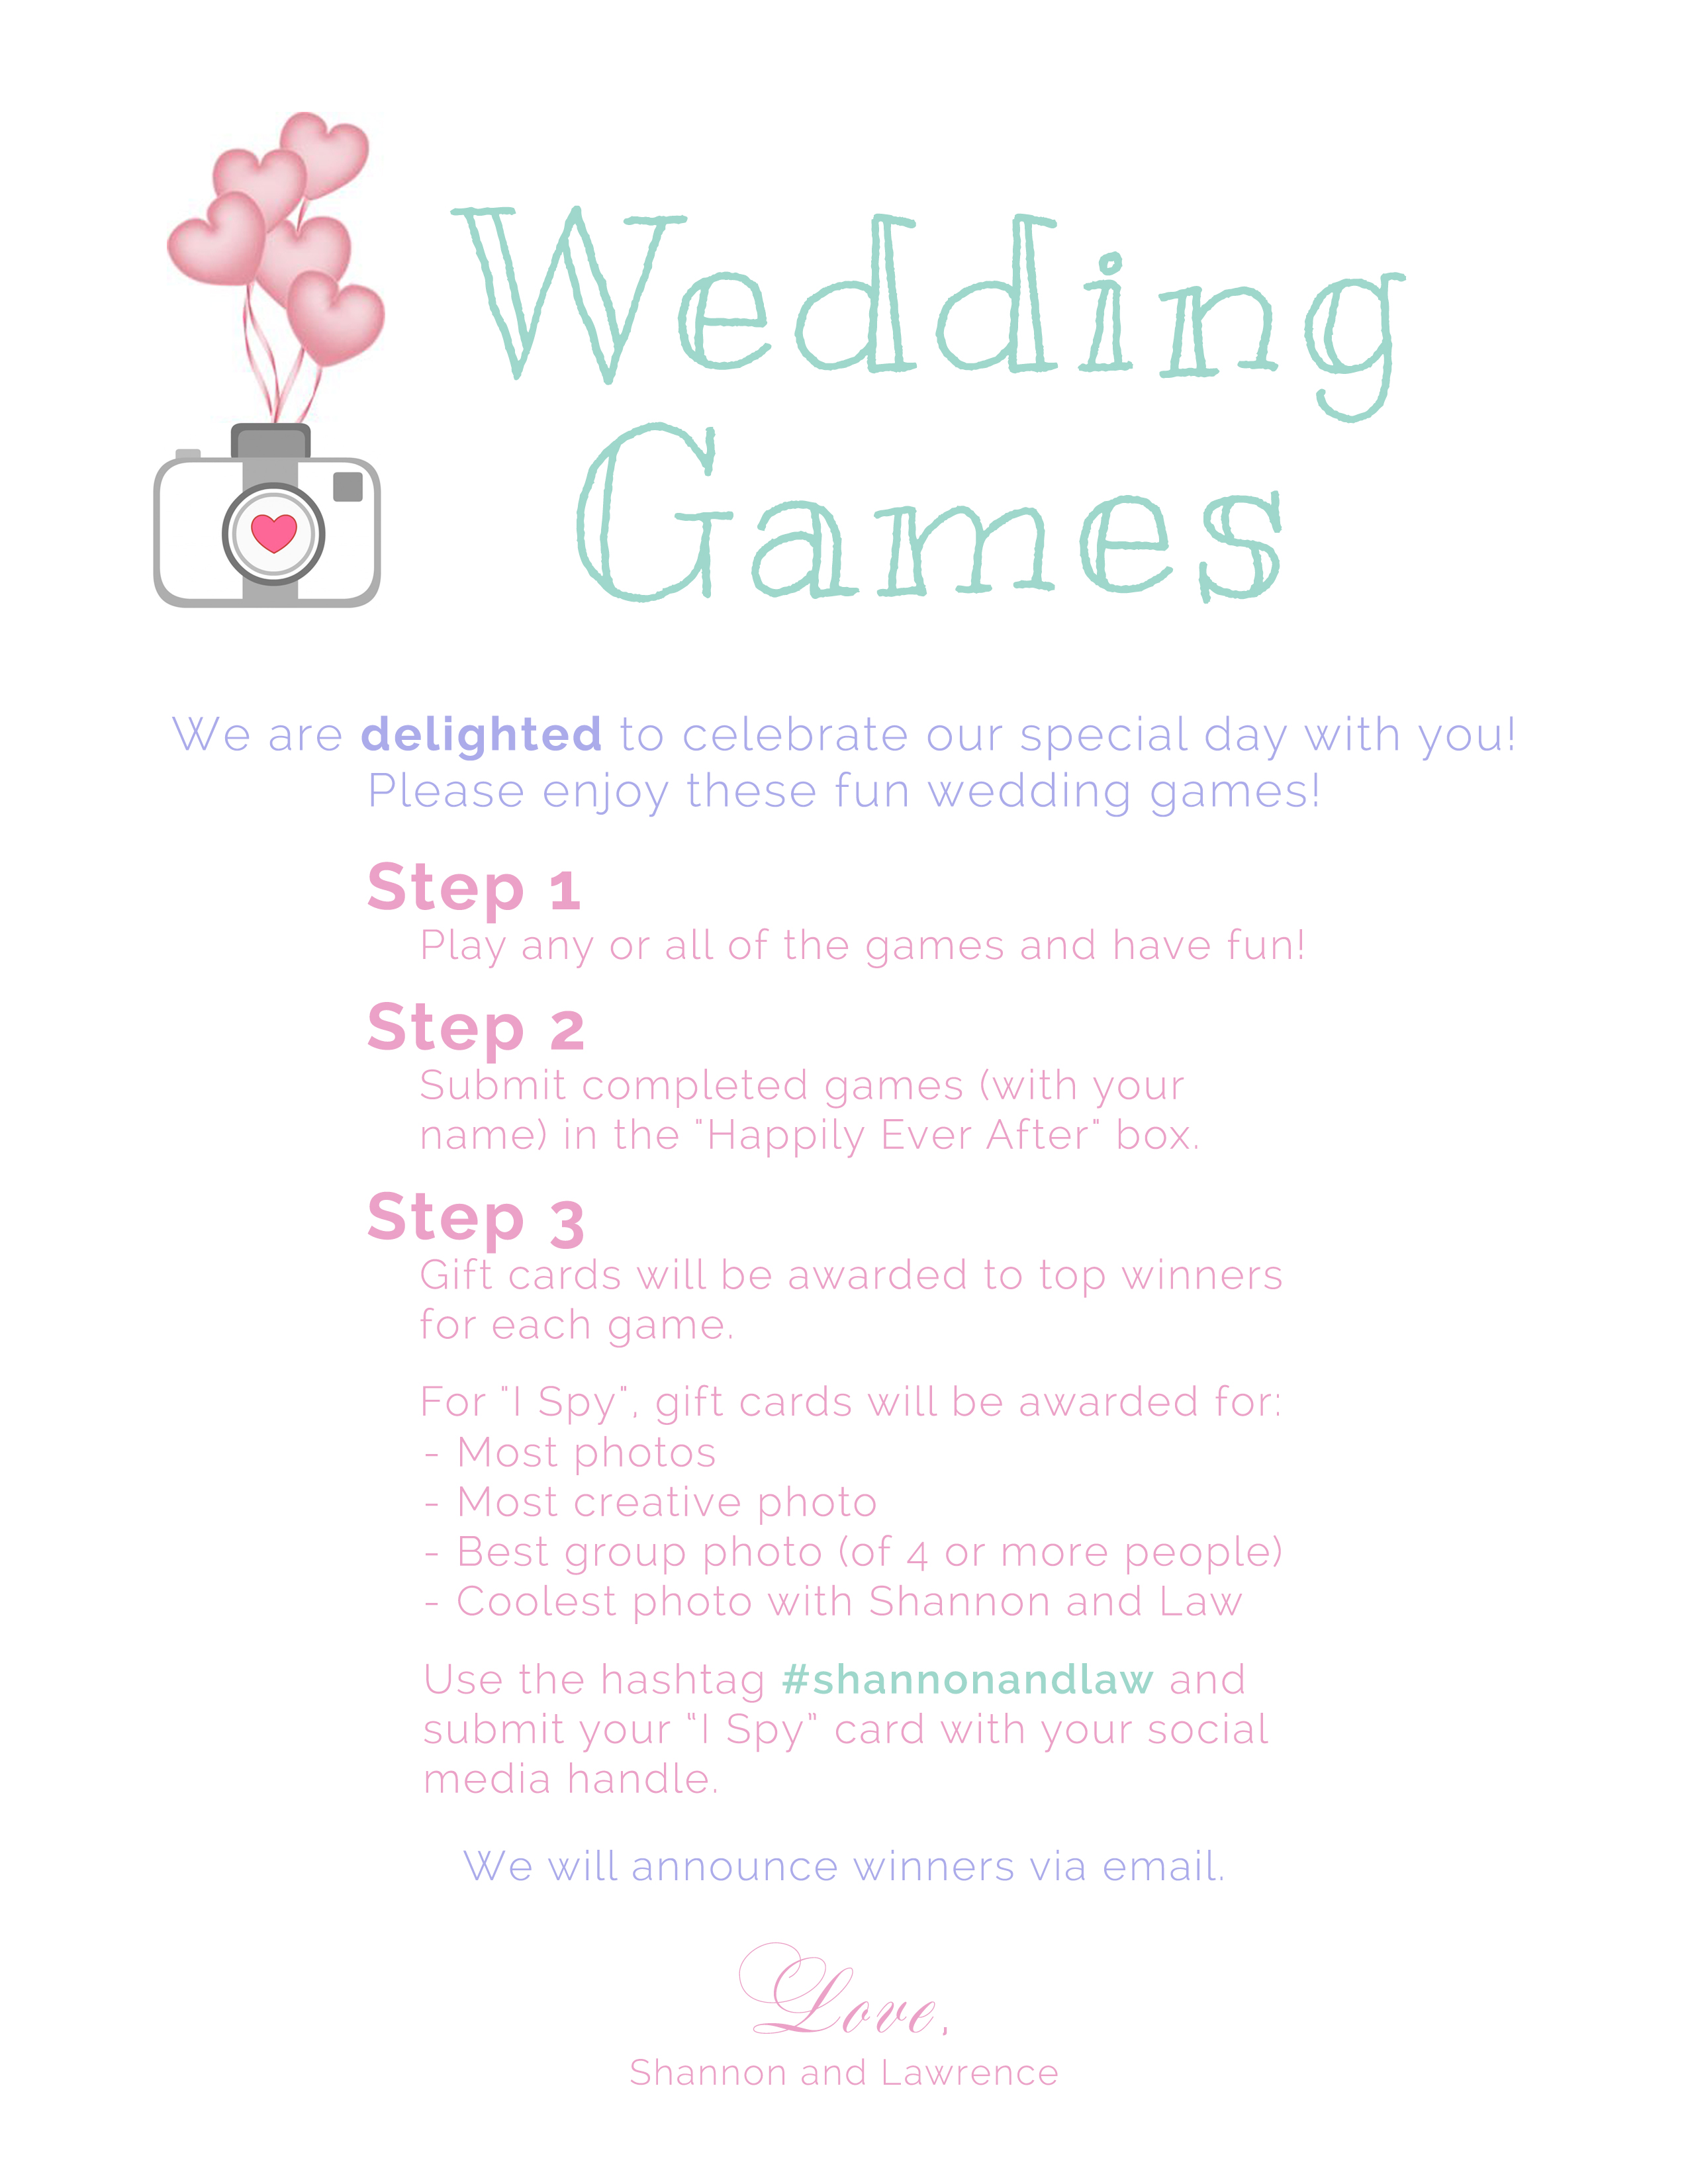 Wedding
Games
We are delighted to celebrate our special day with you!
Please enjoy these fun wedding games!
Step 1
Play any or all of the games and have fun!
Step 2
Submit completed games (with your
name) in the "Happily Ever After" box.
Step 3
Gift cards will be awarded to top winners
for each game.
For "I Spy", gift cards will be awarded for:
- Most photos
- Most creative photo
- Best group photo (of 4 or more people)
- Coolest photo with Shannon and Law
Use the hashtag #shannonandlaw and
submit your “I Spy” card with your social
media handle.
We will announce winners via email.
Love,
Shannon and Lawrence